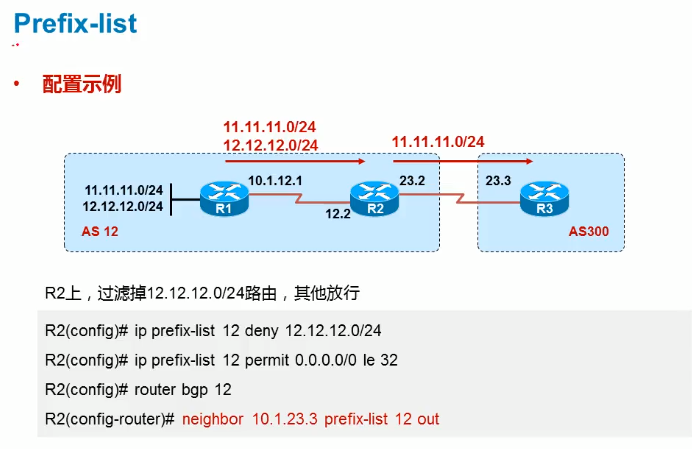 Prefix-list
• 配置示例
11.11.11.0/24
12.12.12.0/24
11.11.11.0/24
11.11.11.0/24
12.12.12.0/24
10.1.12.1
R1
12.2
R2
23.2
23.3
R3
AS 12
AS300
R2上，过滤掉12.12.12.0/24路由，其他放行
R2(config)# ip prefix-list 12 deny 12.12.12.0/24
R2(config)# ip prefix-list 12 permit 0.0.0.0/0 le 32
R2(config)# router bgp 12
R2(config-router)# neighbor 10.1.23.3 prefix-list 12 out